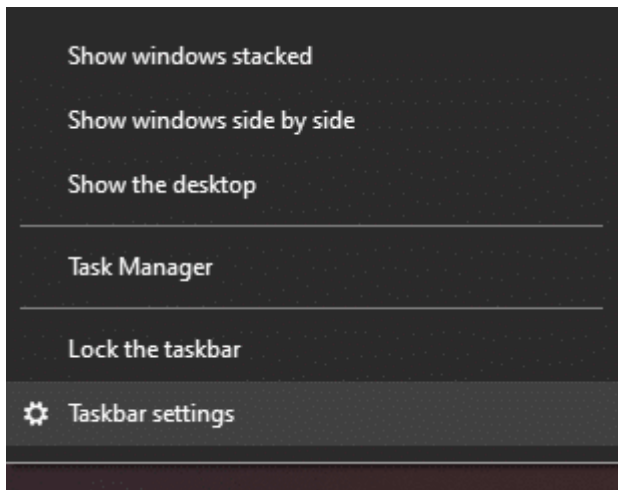 Show windows stacked
Show windows side by side
Show the desktop
Task Manager
Lock the taskbar
Taskbar settings